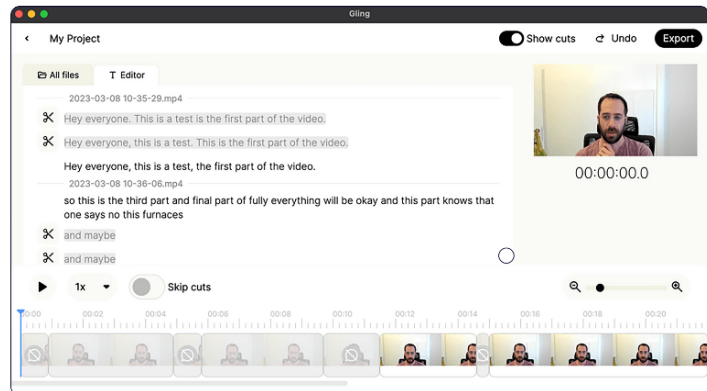 Gling
My Project
Show cuts
Undo
Export
All files
T Editor
2023-03-08 10-35-29.mp4
Hey everyone. This is a test is the first part of the video.
Hey everyone, this is a test. This is the first part of the video.
Hey everyone, this is a test, the first part of the video.
2023-03-08 10-36-06.mp4
so this is the third part and final part of fully everything will be okay and this part knows that
one says no this furnaces
and maybe
and maybe
00:00:00.0
1x
Skip cuts
00:00 00:02 00:04 00:06 00:08 00:10 00:12 00:14 00:16 00:18 00:20